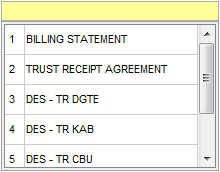 1 BILLING STATEMENT
2 TRUST RECEIPT AGREEMENT
3 DES - TR DGTE
4 DES - TR KAB
5 DES - TR CBU